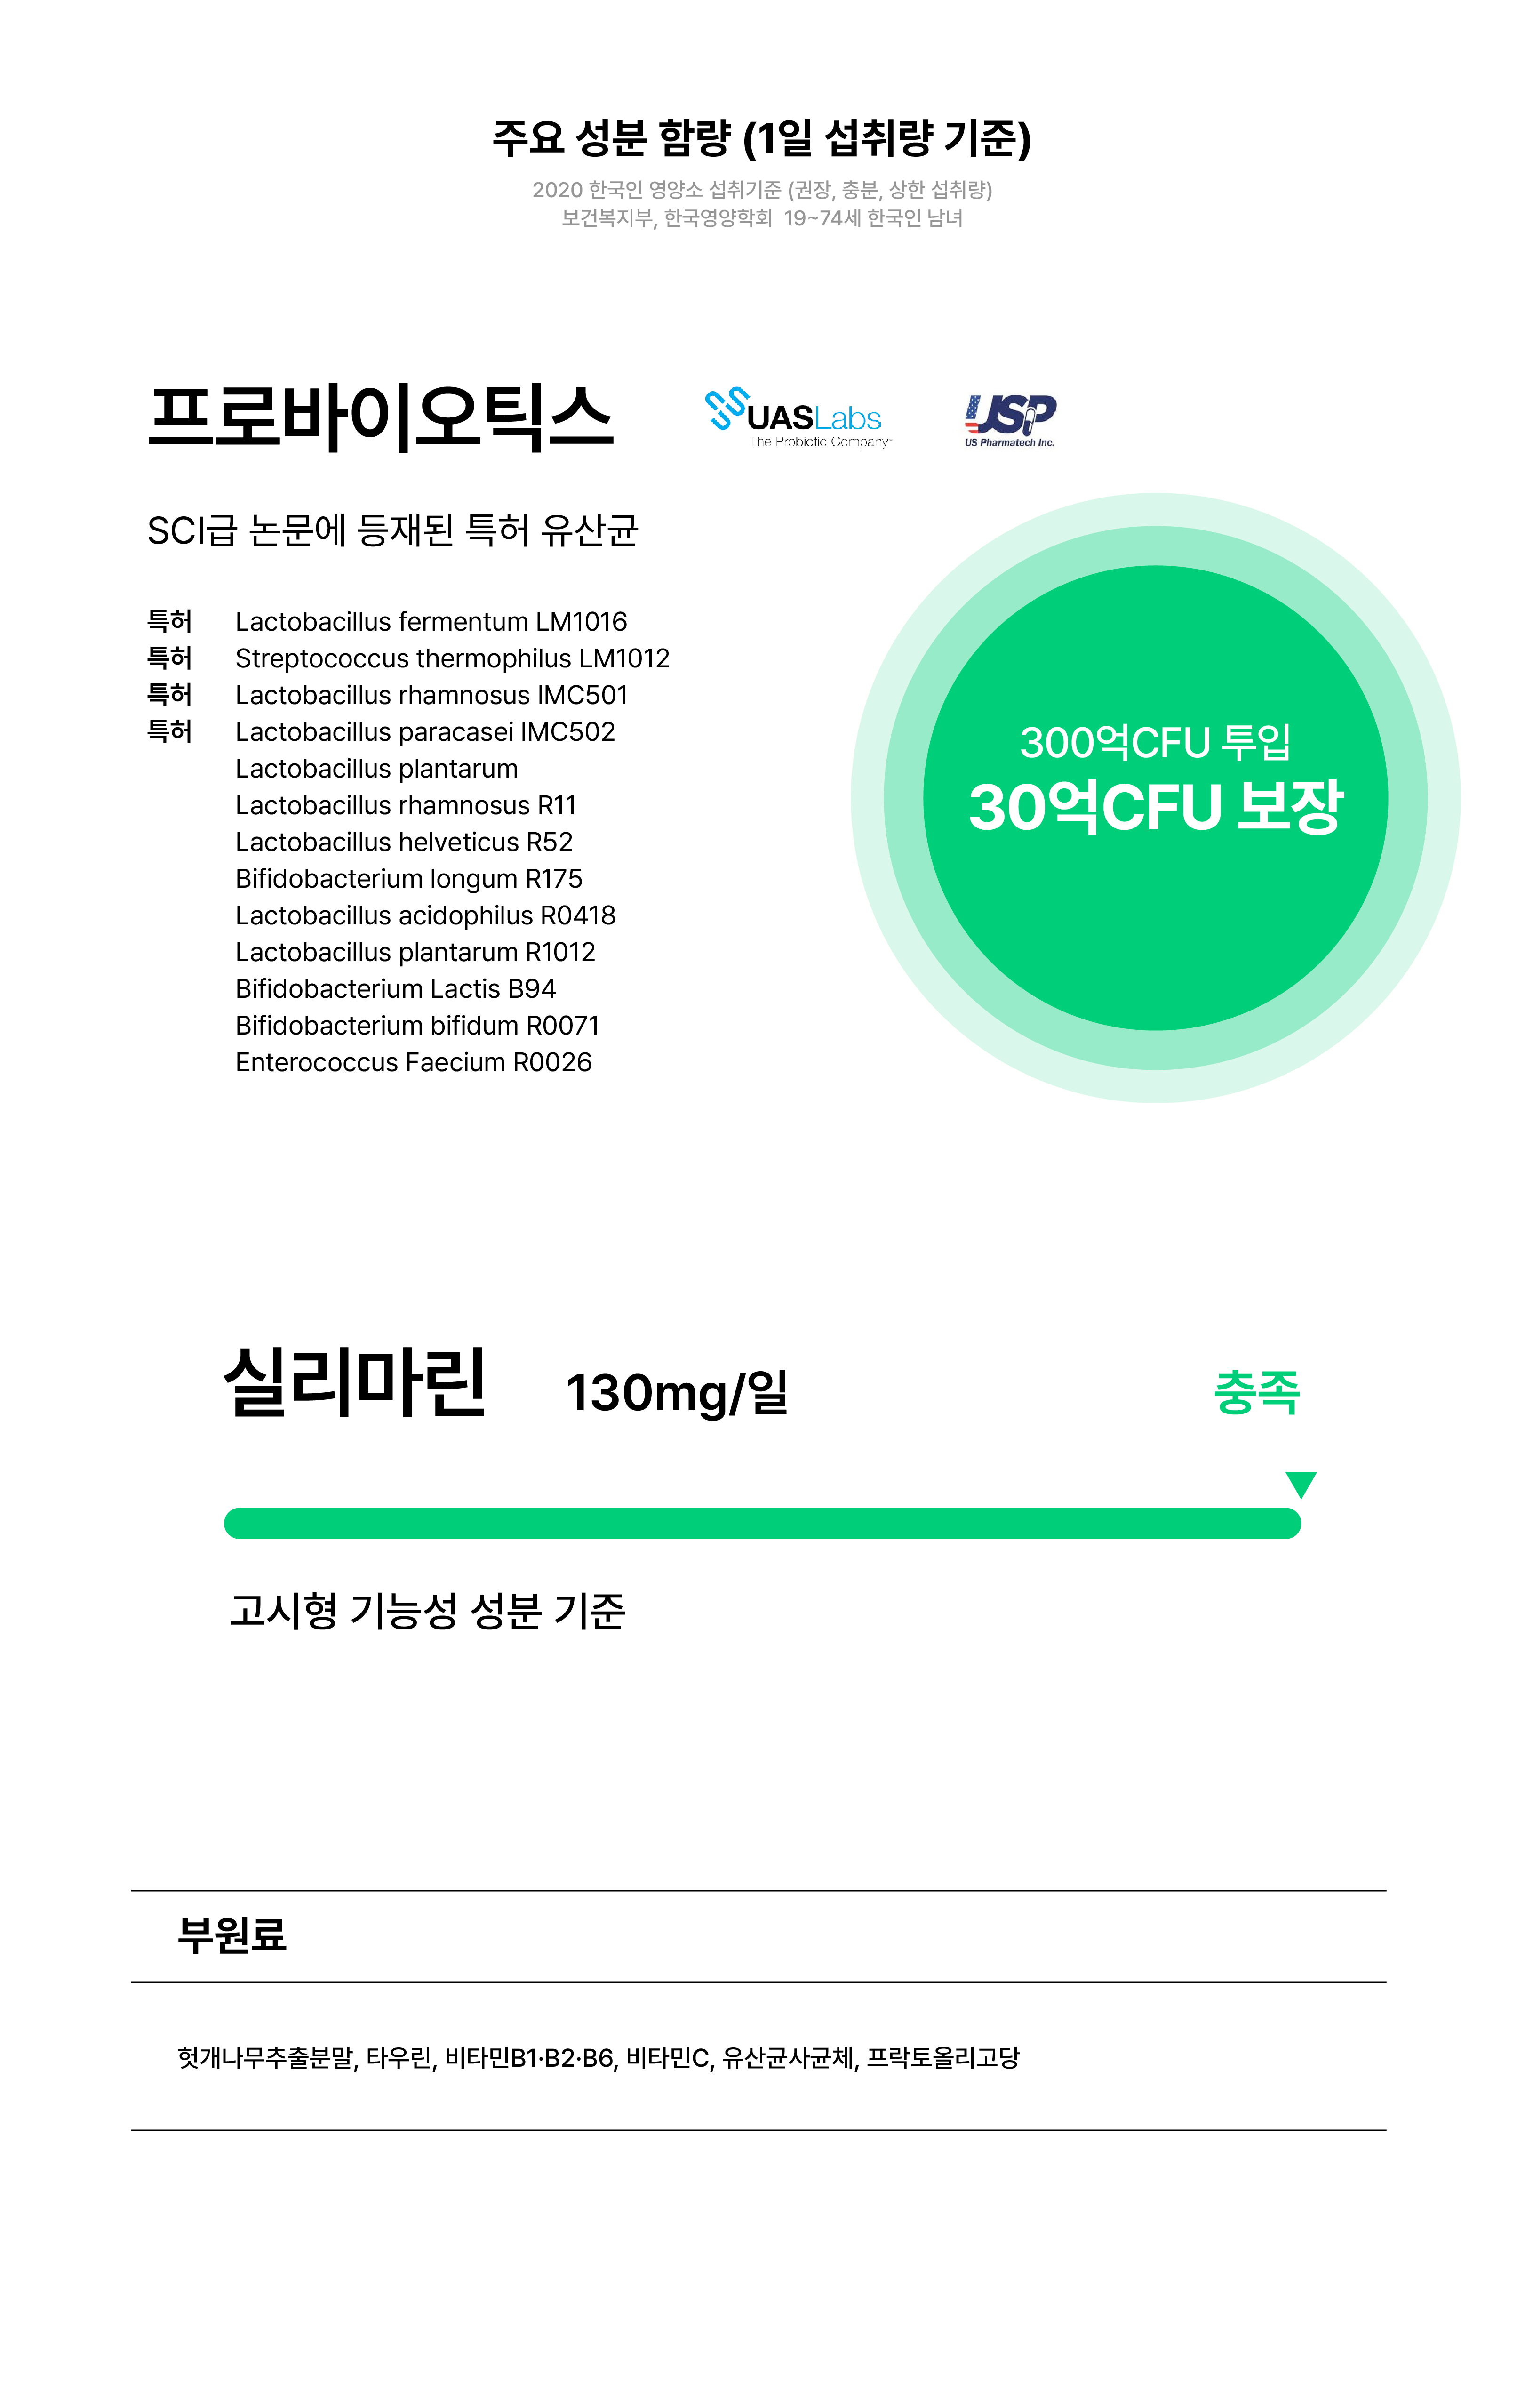 주요 성분 함량 (1일 섭취량 기준)
2020 한국인 영양소 섭취기준 (권장, 충분, 상한 섭취량)
보건복지부, 한국영양학회 19~74세 한국인 남녀
프로바이오틱스
UASLabs
The Probiotic Company
USP
US Pharmatech Inc.
SCI급 논문에 등재된 특허 유산균
특허 Lactobacillus fermentum LM1016
특허 Streptococcus thermophilus LM1012
특허 Lactobacillus rhamnosus IMC501
특허 Lactobacillus paracasei IMC502
Lactobacillus plantarum
Lactobacillus rhamnosus R11
Lactobacillus helveticus R52
Bifidobacterium longum R175
Lactobacillus acidophilus R0418
Lactobacillus plantarum R1012
Bifidobacterium Lactis B94
Bifidobacterium bifidum R0071
Enterococcus Faecium R0026
300억CFU 투입
30억CFU 보장
실리마린 130mg/일 충족
고시형 기능성 성분 기준
부원료
헛개나무추출분말, 타우린, 비타민B1·B2·B6, 비타민C, 유산균사균체, 프락토올리고당